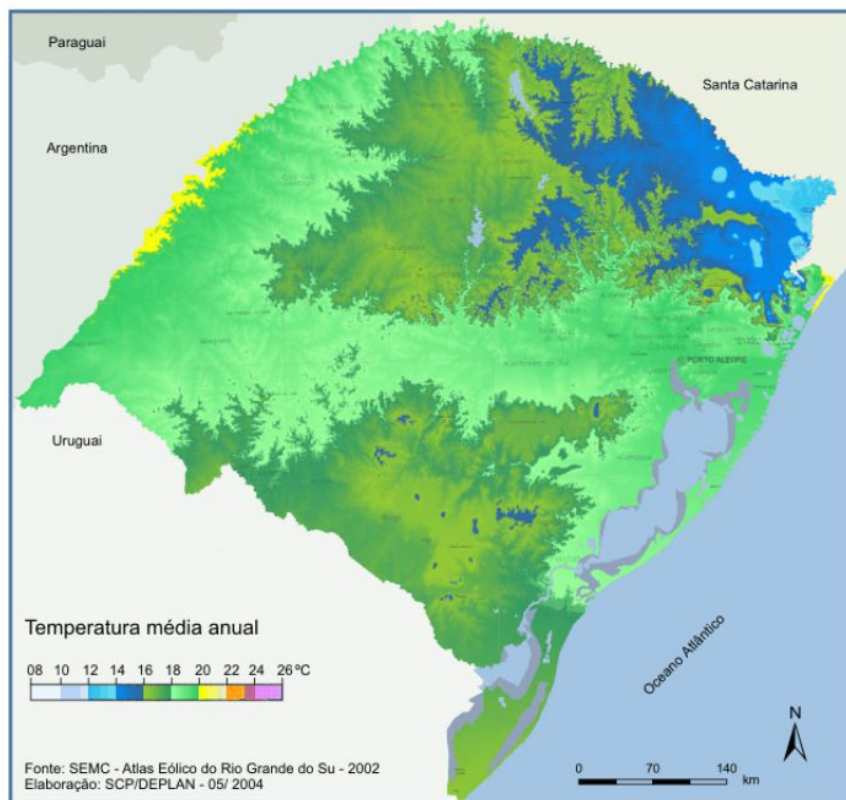 Paraguai
Santa Catarina
Argentina
PORTO ALEGRE
Uruguai
Temperatura média anual
08 10 12 14 16 18 20 22 24 26 ºC
Oceano Atlântico
N
Fonte: SEMC - Atlas Eólico do Rio Grande do Su - 2002
Elaboração: SCP/DEPLAN - 05/ 2004
0 70 140
km